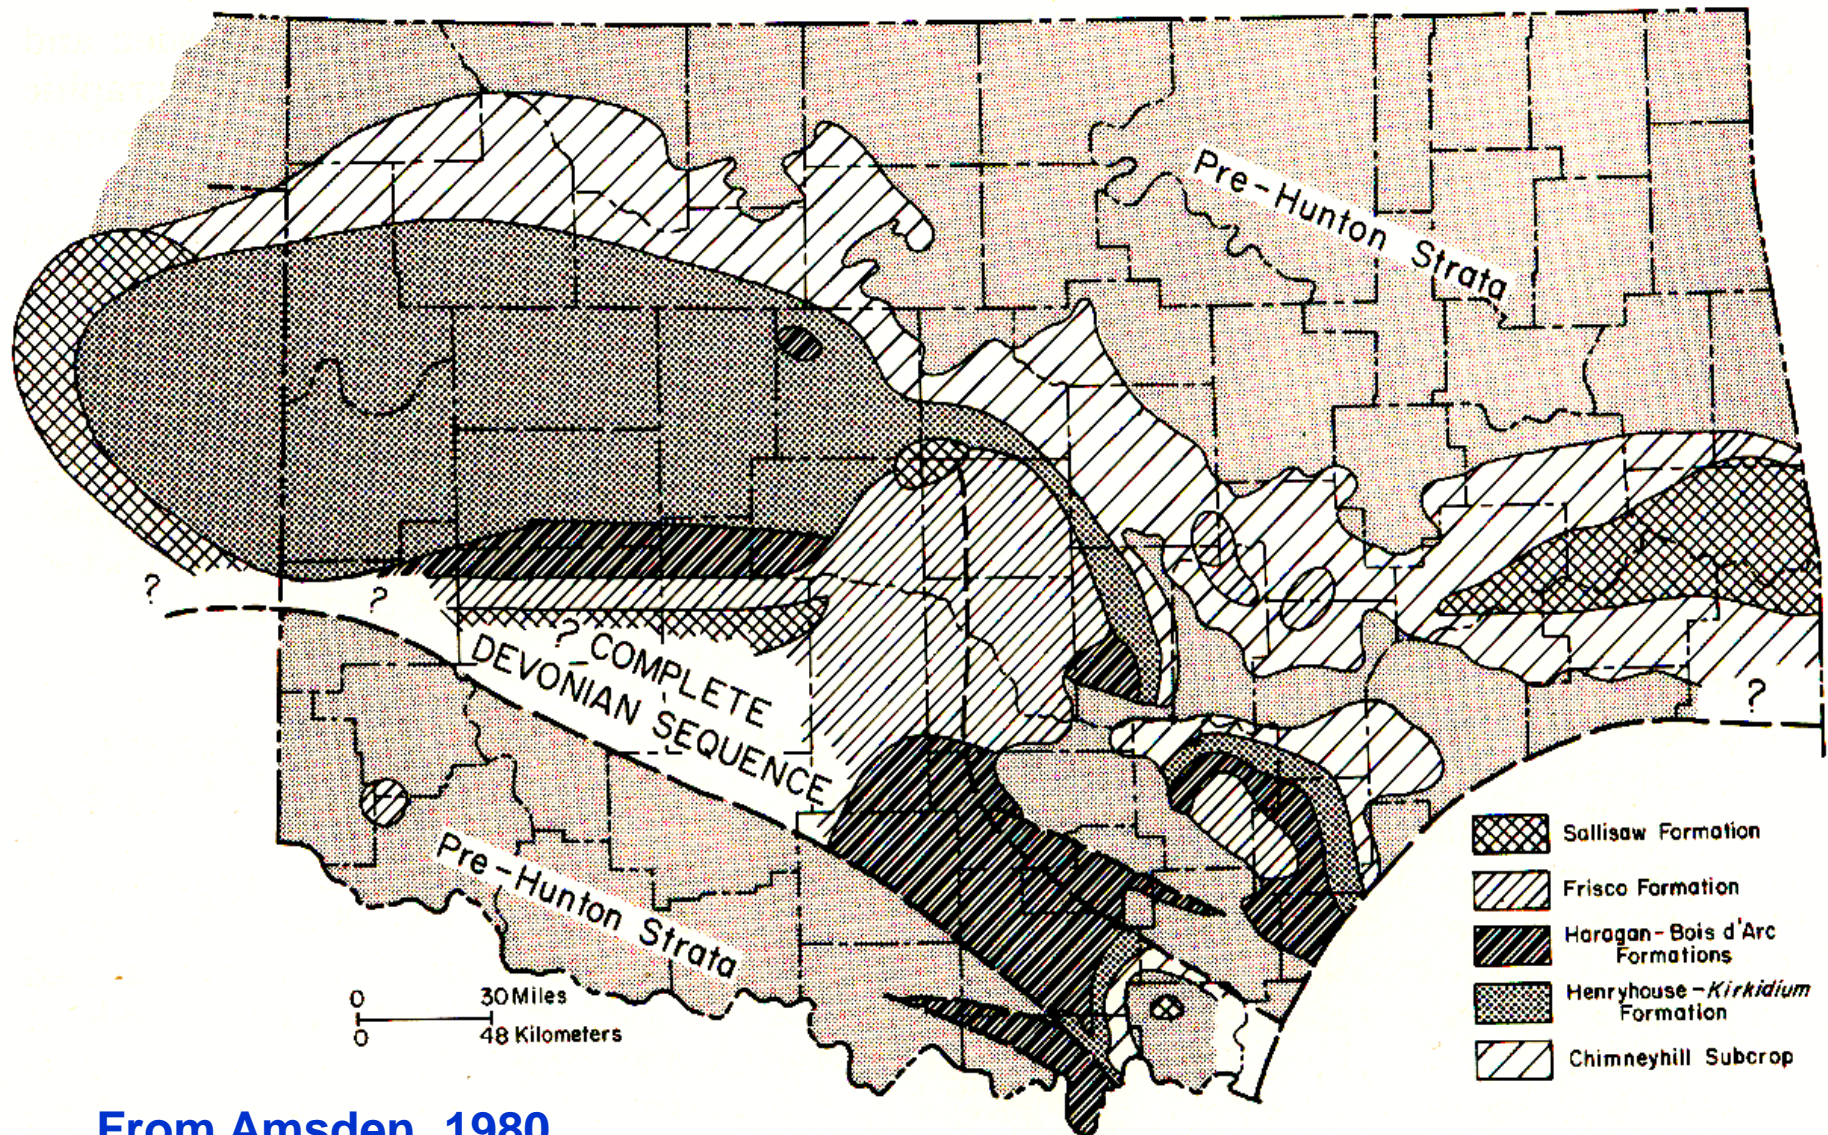 Pre-Hunton Strata
?
?
? COMPLETE
DEVONIAN SEQUENCE
?
Pre-Hunton Strata
0 30 Miles
0 48 Kilometers
Sallisaw Formation
Frisco Formation
Haragan-Bois d'Arc
Formations
Henryhouse-Kirkidium
Formation
Chimneyhill Subcrop
From Amsden, 1980